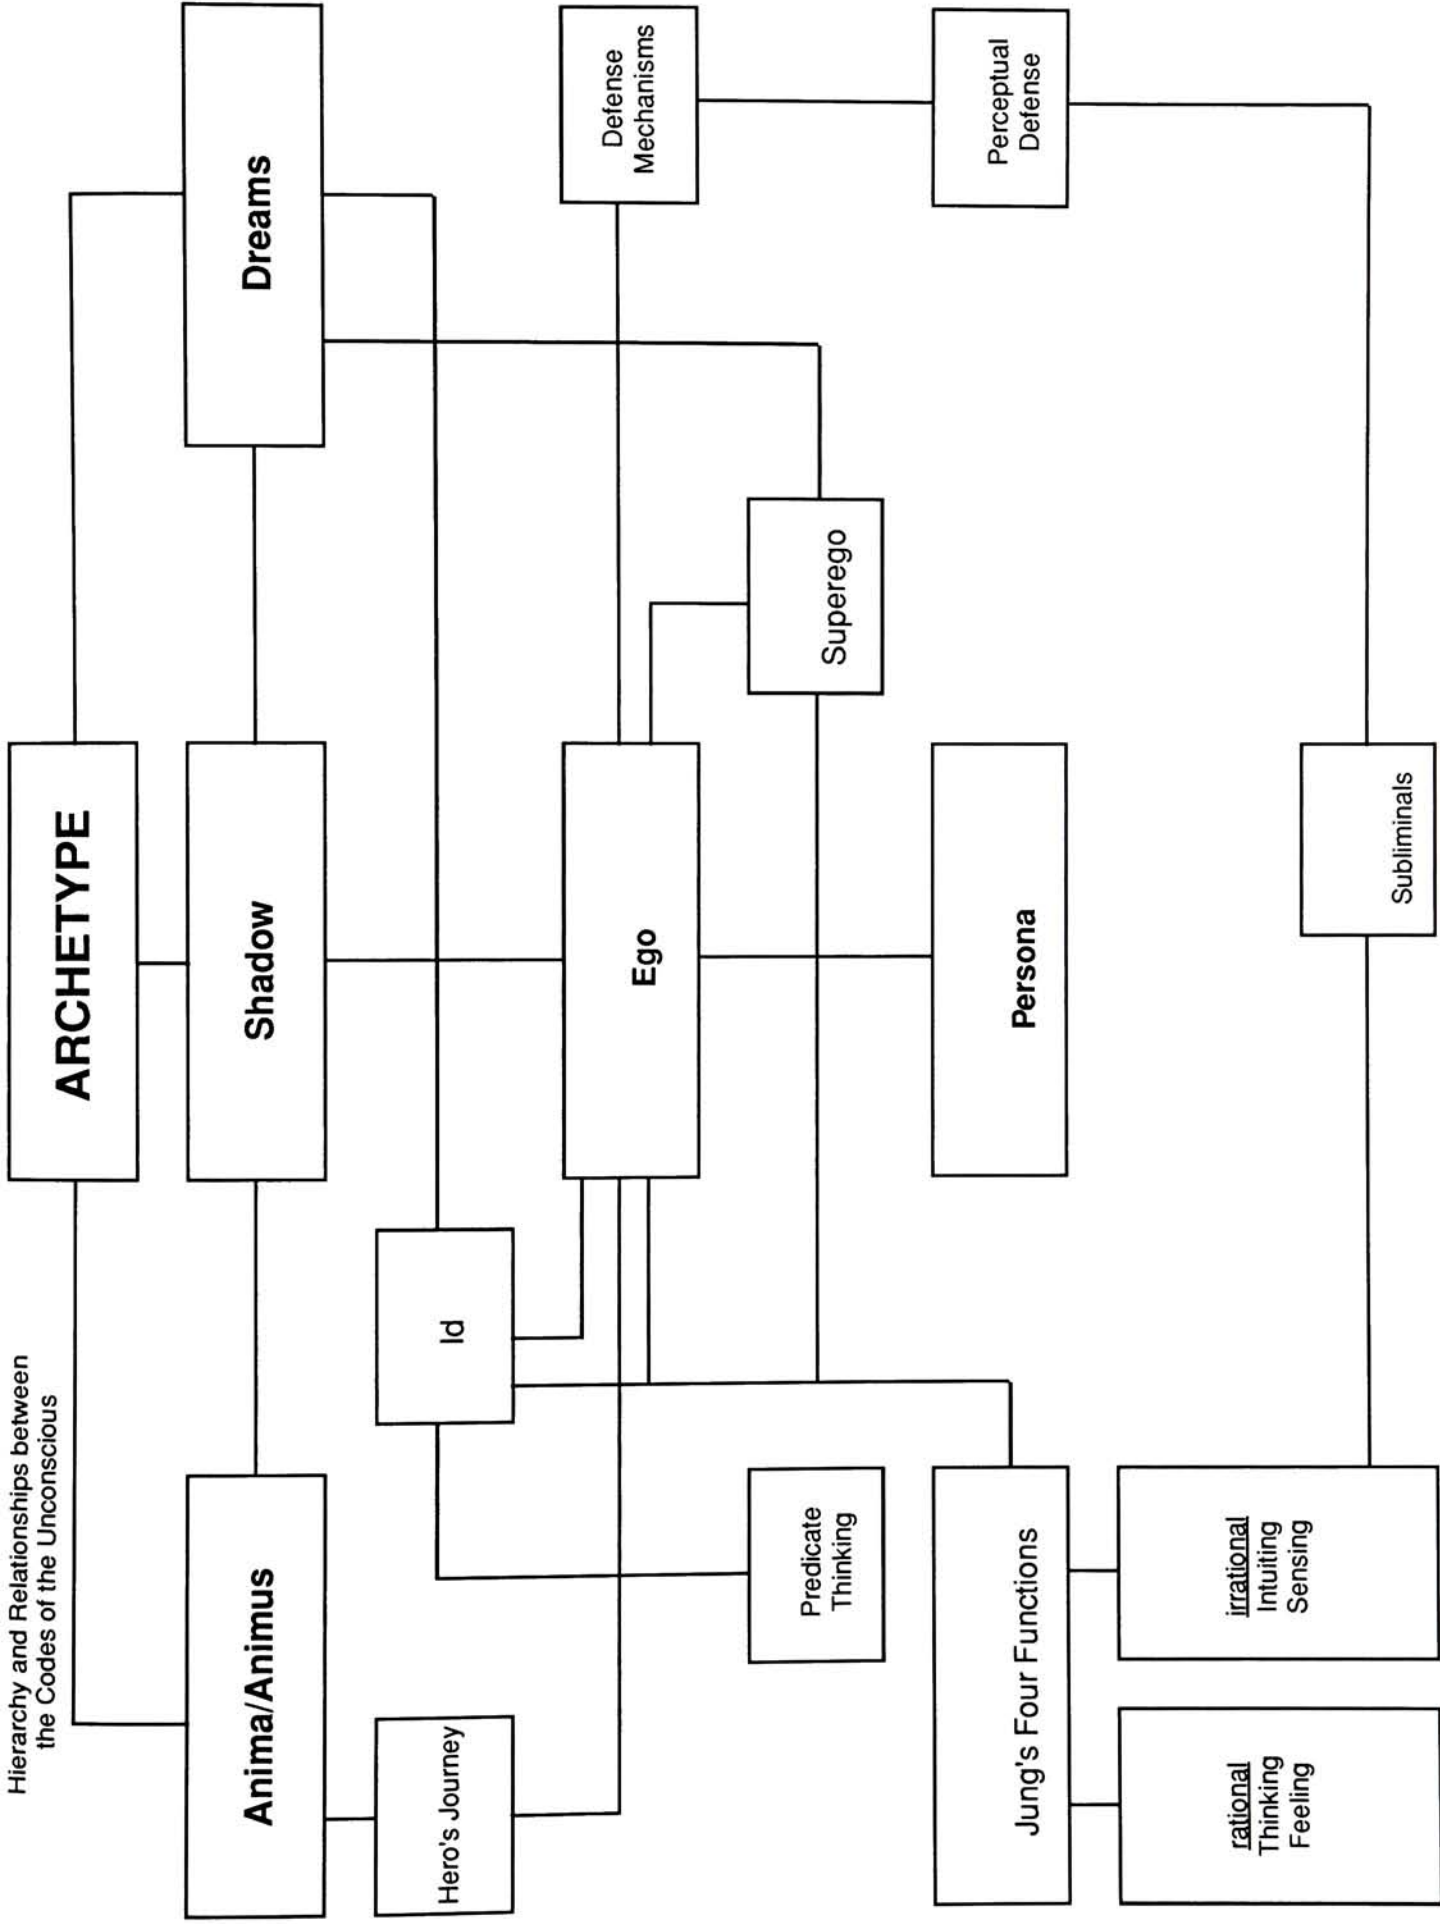 Hierarchy and Relationships between
the Codes of the Unconscious
ARCHETYPE
Anima/Animus
Shadow
Dreams
Hero's Journey
Id
Ego
Defense
Mechanisms
Predicate
Thinking
Superego
Jung's Four Functions
Persona
Perceptual
Defense
rational
Thinking
Feeling
irrational
Intuiting
Sensing
Subliminals